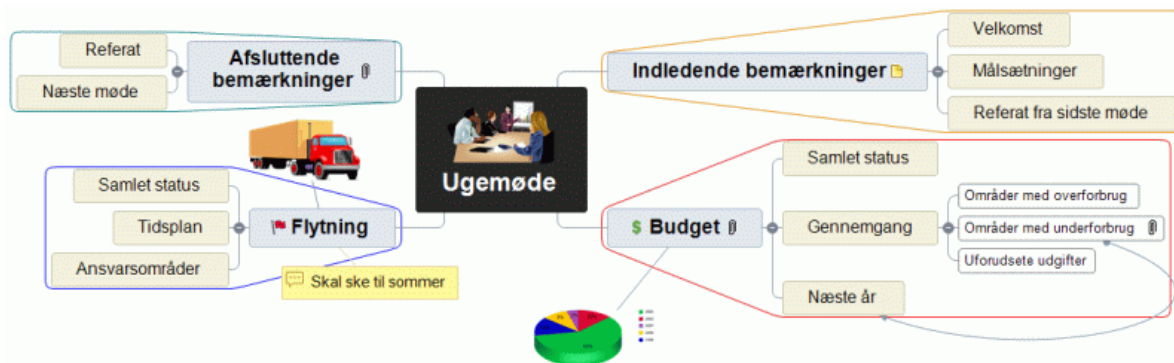 Referat
Næste møde
Afsluttende
bemærkninger
Indledende bemærkninger
Velkomst
Målsætninger
Referat fra sidste møde
Ugemøde
Samlet status
Tidsplan
Ansvarsområder
Flytning
Skal ske til sommer
$ Budget
Samlet status
Gennemgang
Næste år
Områder med overforbrug
Områder med underforbrug
Uforudsete udgifter